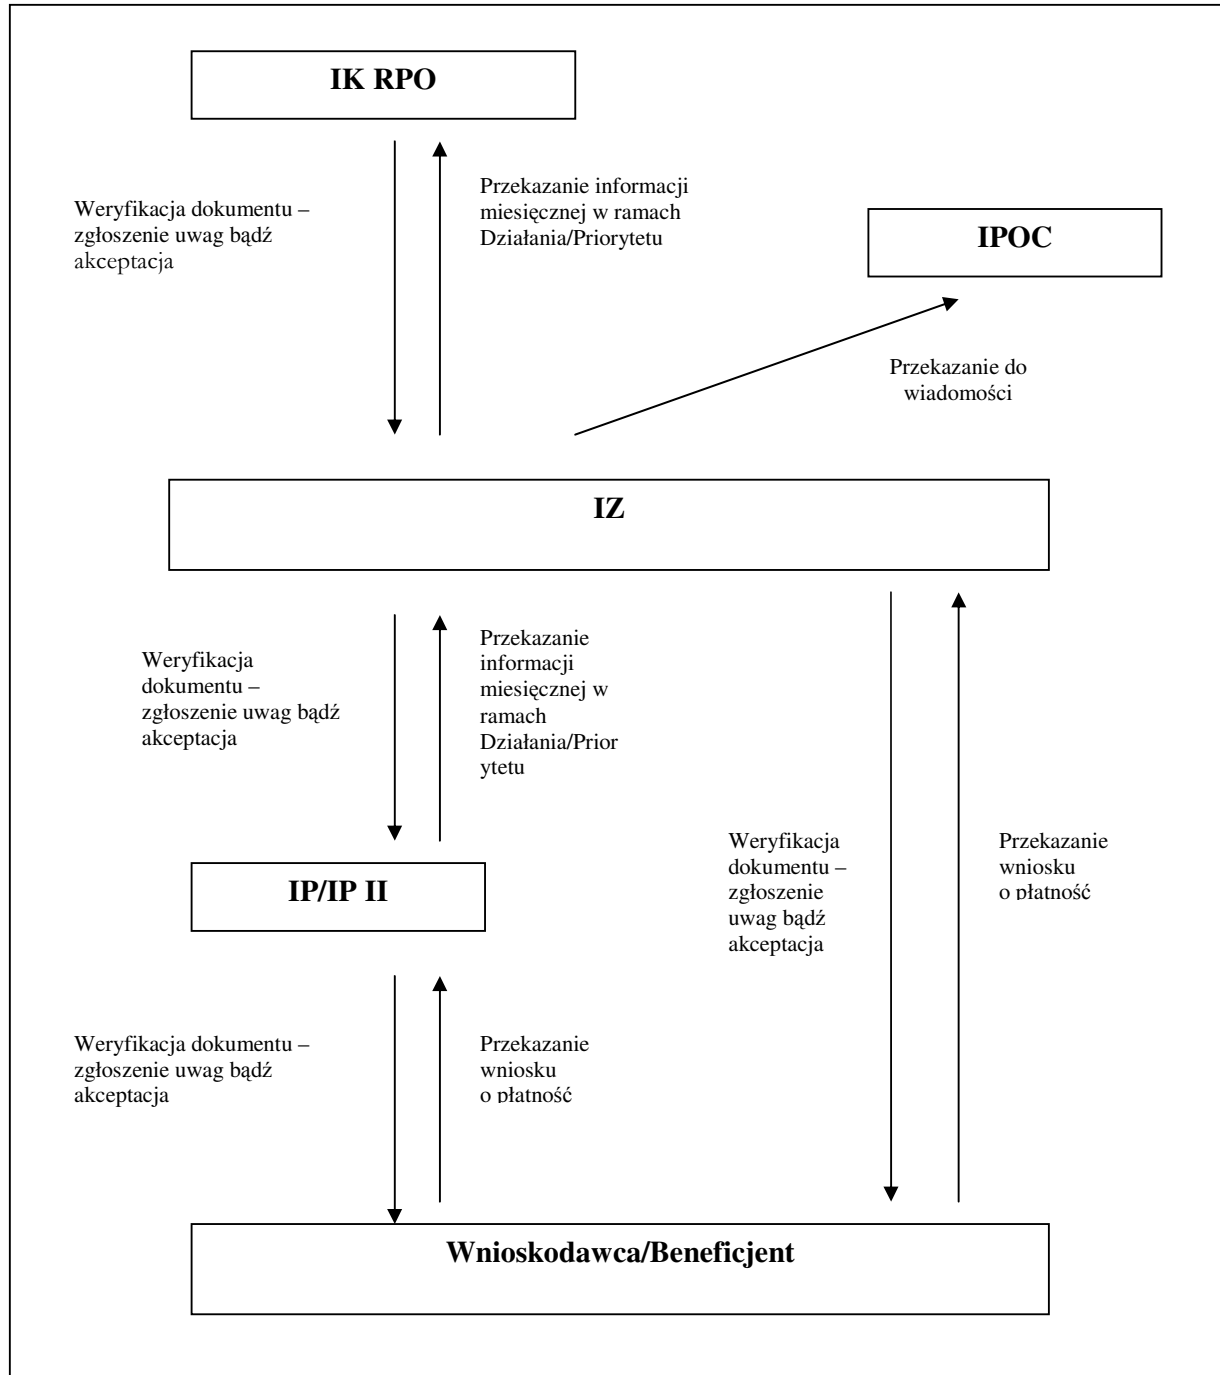 IK RPO
Weryfikacja dokumentu –
zgłoszenie uwag bądź
akceptacja
Przekazanie informacji
miesięcznej w ramach
Działania/Priorytetu
IPOC
Przekazanie do
wiadomości
IZ
Weryfikacja
dokumentu –
zgłoszenie uwag bądź
akceptacja
Przekazanie
informacji
miesięcznej w
ramach
Działania/Prior
ytetu
IP/IP II
Weryfikacja
dokumentu –
zgłoszenie
uwag bądź
akceptacja
Przekazanie
wniosku
o płatność
Weryfikacja dokumentu –
zgłoszenie uwag bądź
akceptacja
Przekazanie
wniosku
o płatność
Wnioskodawca/Beneficjent